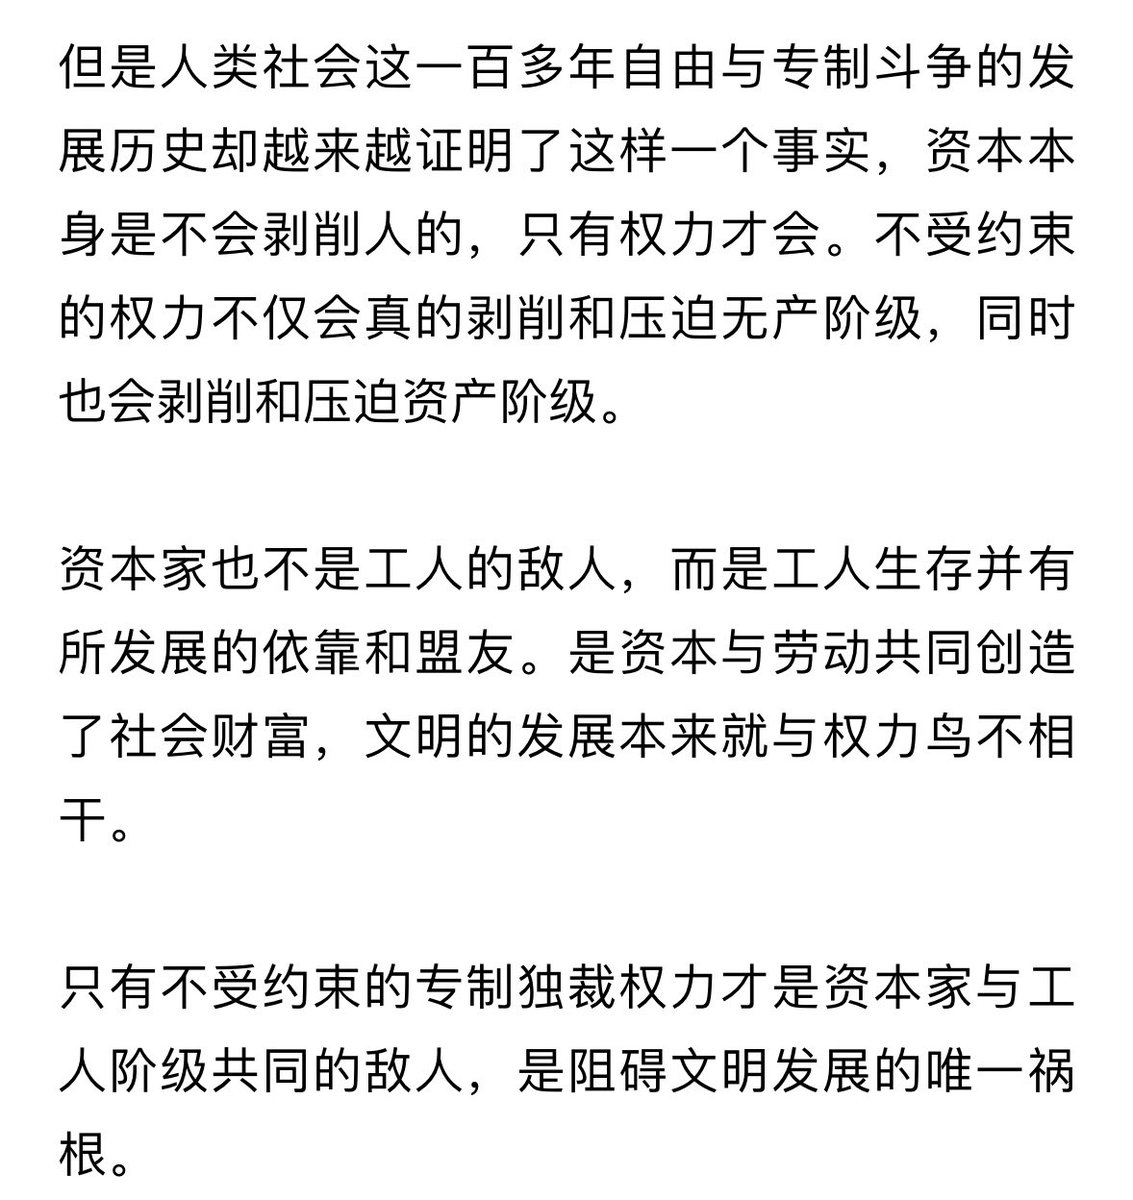 但是人类社会这一百多年自由与专制斗争的发
展历史却越来越证明了这样一个事实，资本本
身是不会剥削人的，只有权力才会。不受约束
的权力不仅会真的剥削和压迫无产阶级，同时
也会剥削和压迫资产阶级。
资本家也不是工人的敌人，而是工人生存并有
所发展的依靠和盟友。是资本与劳动共同创造
了社会财富，文明的发展本来就与权力鸟不相
干。
只有不受约束的专制独裁权力才是资本家与工
人阶级共同的敌人，是阻碍文明发展的唯一祸
根。